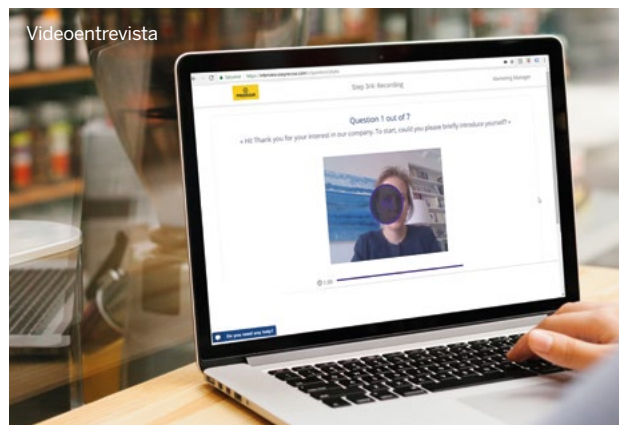 Videoentrevista
Step 3/4: Recording
Marketing Manager
Question 1 out of 7
« Hi! Thank you for your interest in our company. To start, could you please briefly introduce yourself? »
Do you need any help?